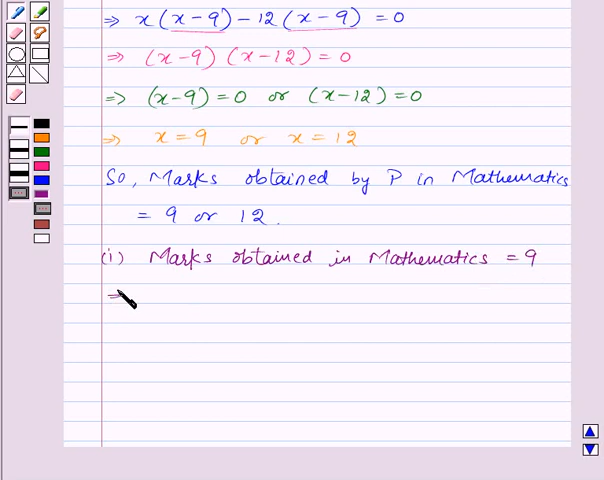 ⇒ x(x-9)-12(x-9)=0
⇒ (x-9)(x-12)=0
⇒ (x-9)=0 or (x-12)=0
⇒ x=9 or x=12
So, Marks obtained by P in Mathematics
= 9 or 12.
(i) Marks obtained in Mathematics = 9
⇒